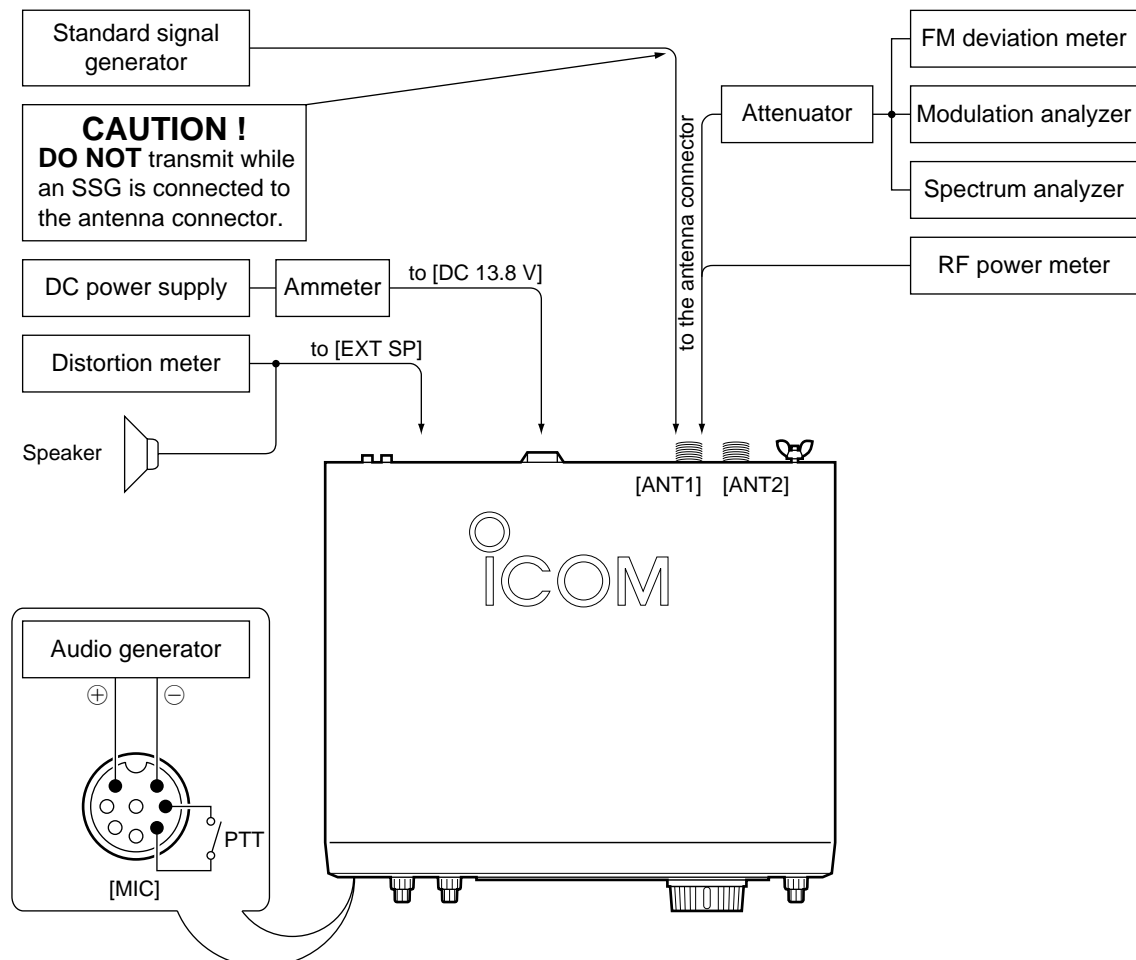 Standard signal
generator
CAUTION !
DO NOT transmit while
an SSG is connected to
the antenna connector.
DC power supply
Ammeter
to [DC 13.8 V]
Distortion meter
to [EXT SP]
Speaker
to the antenna connector
Attenuator
FM deviation meter
Modulation analyzer
Spectrum analyzer
RF power meter
[ANT1]
[ANT2]
ICOM
Audio generator
+
−
PTT
[MIC]